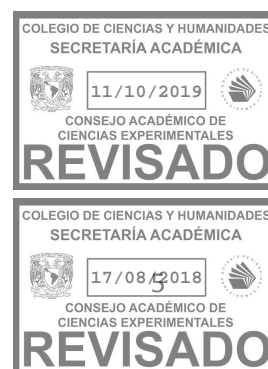 COLEGIO DE CIENCIAS Y HUMANIDADES
SECRETARÍA ACADÉMICA
11/10/2019
CONSEJO ACADÉMICO DE
CIENCIAS EXPERIMENTALES
REVISADO
COLEGIO DE CIENCIAS Y HUMANIDADES
SECRETARÍA ACADÉMICA
17/08/2018
5
CONSEJO ACADÉMICO DE
CIENCIAS EXPERIMENTALES
REVISADO